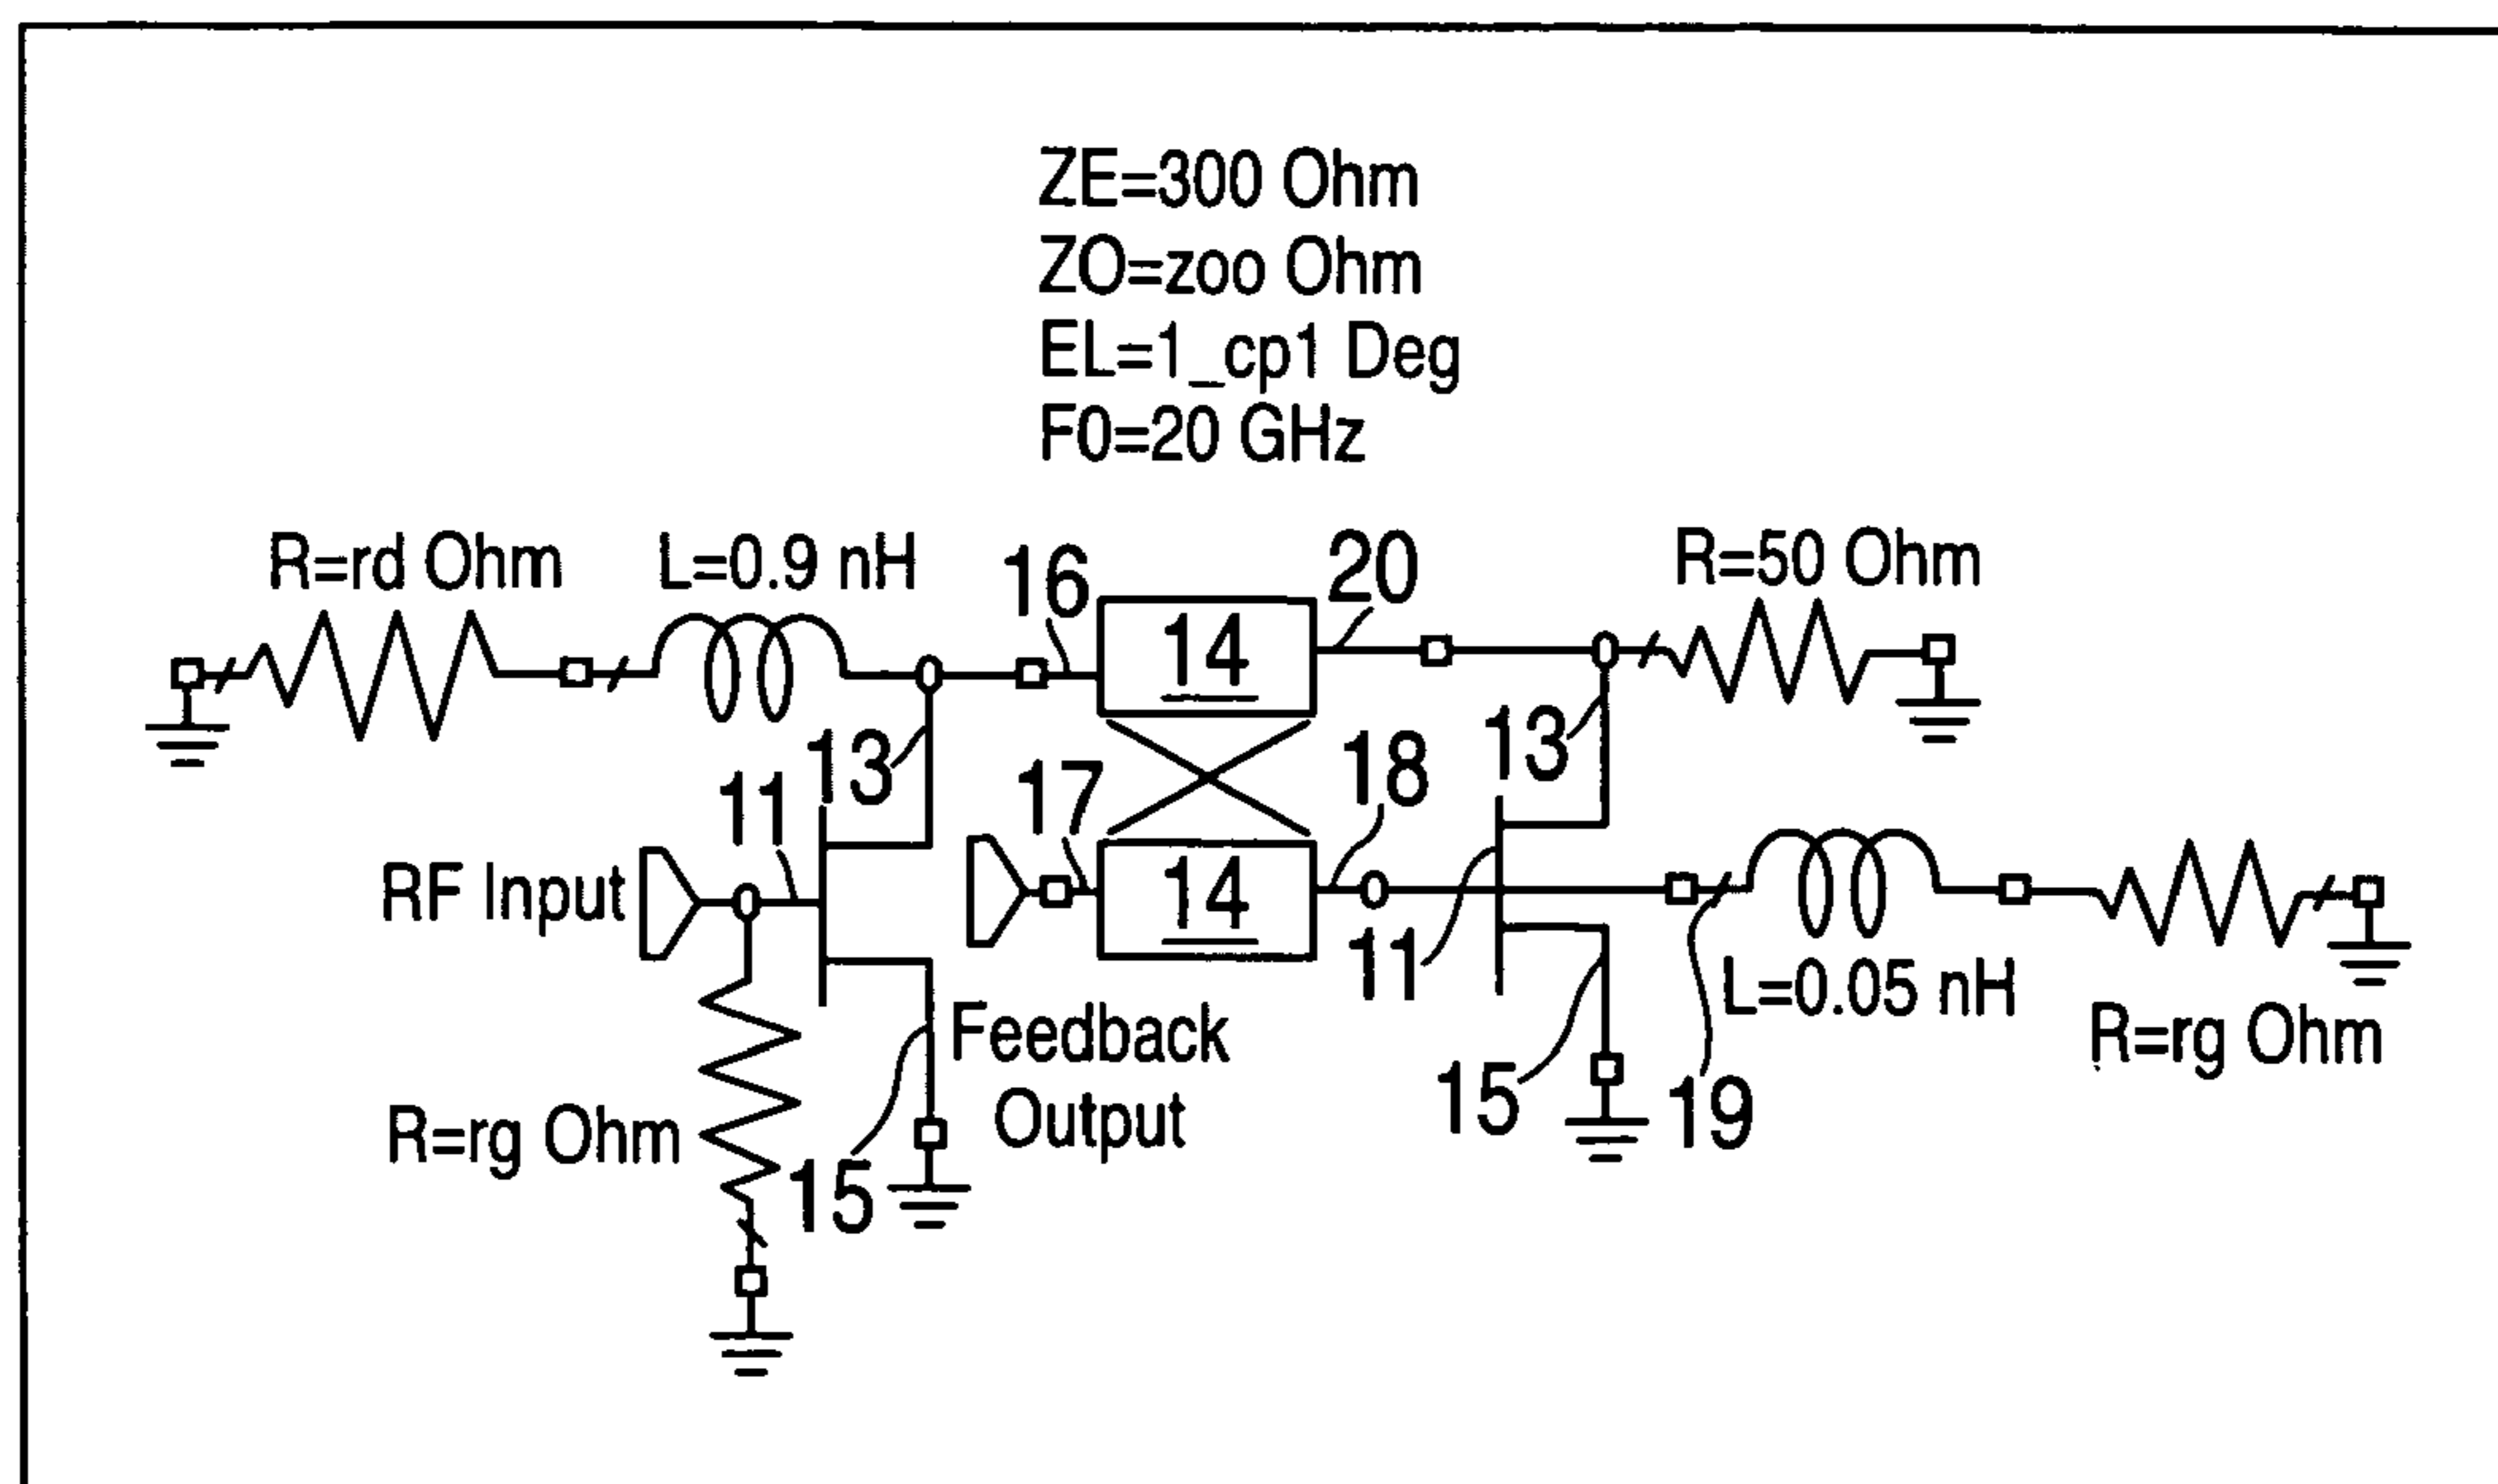 ZE=300 Ohm
ZO=zoo Ohm
EL=1_cp1 Deg
F0=20 GHz
R=rd Ohm
L=0.9 nH
16
14
20
R=50 Ohm
13
13
11
17
18
RF Input
14
11
L=0.05 nH
R=rg Ohm
Feedback
Output
15
19
R=rg Ohm
15